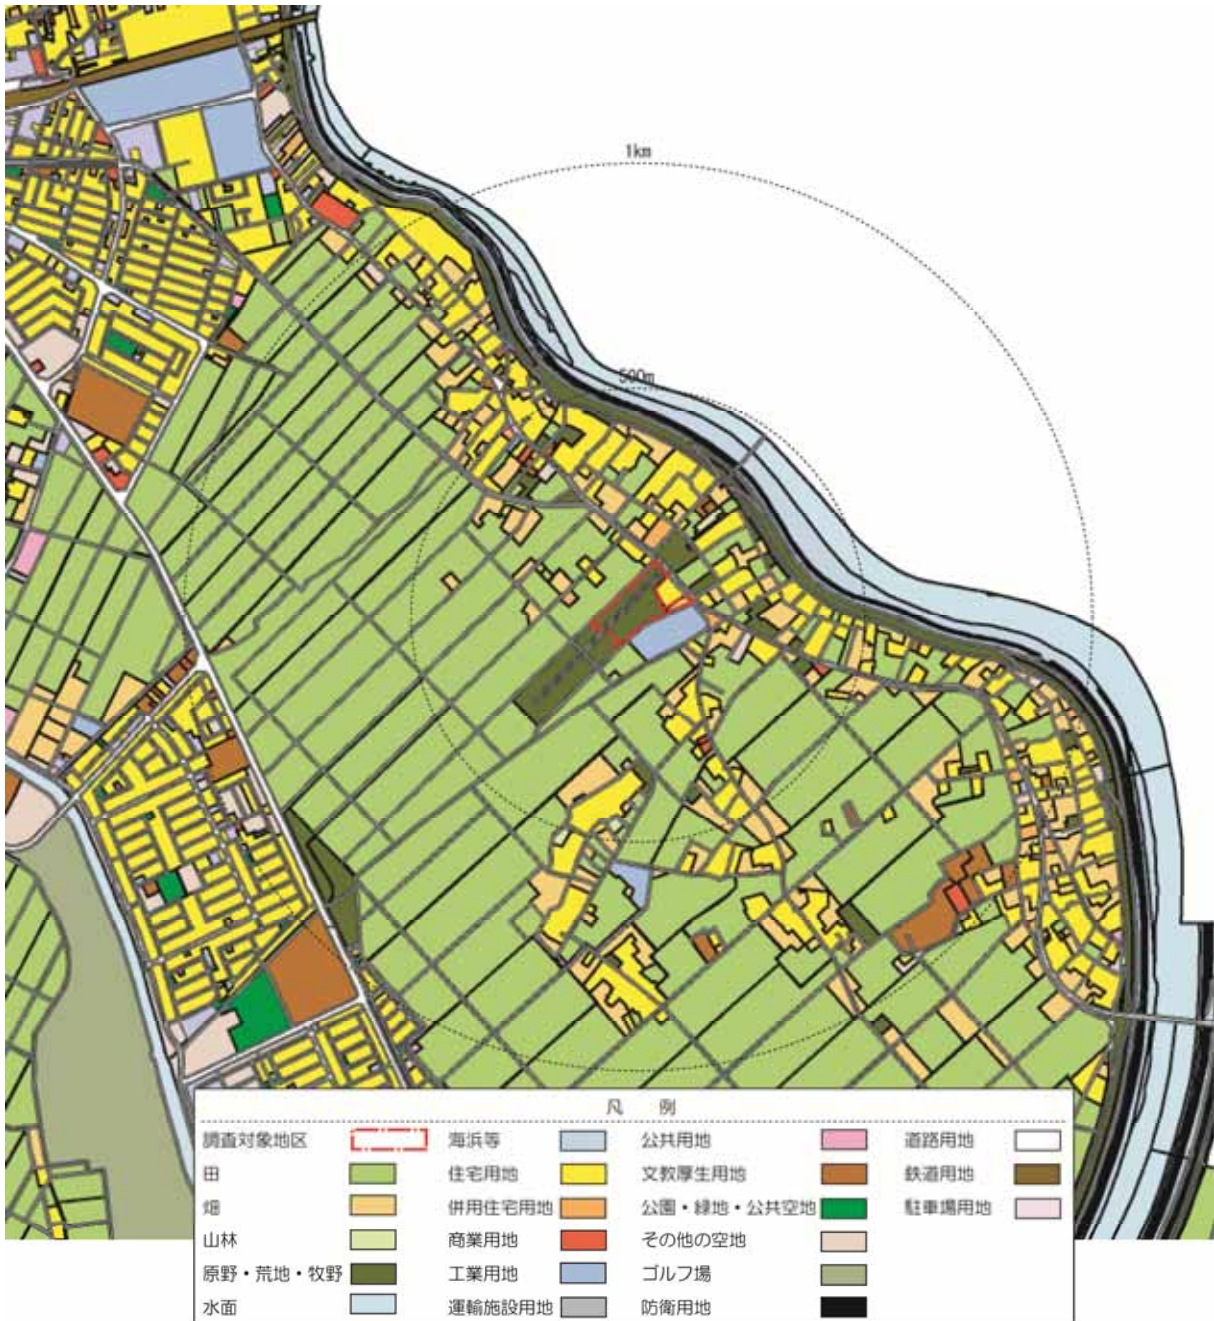 1km
500m
凡 例
調査対象地区 海浜等 公共用地 道路用地
田 住宅用地 文教厚生用地 鉄道用地
畑 併用住宅用地 公園・緑地・公共空地 駐車場用地
山林 商業用地 その他の空地
原野・荒地・牧野 工業用地 ゴルフ場
水面 運輸施設用地 防衛用地